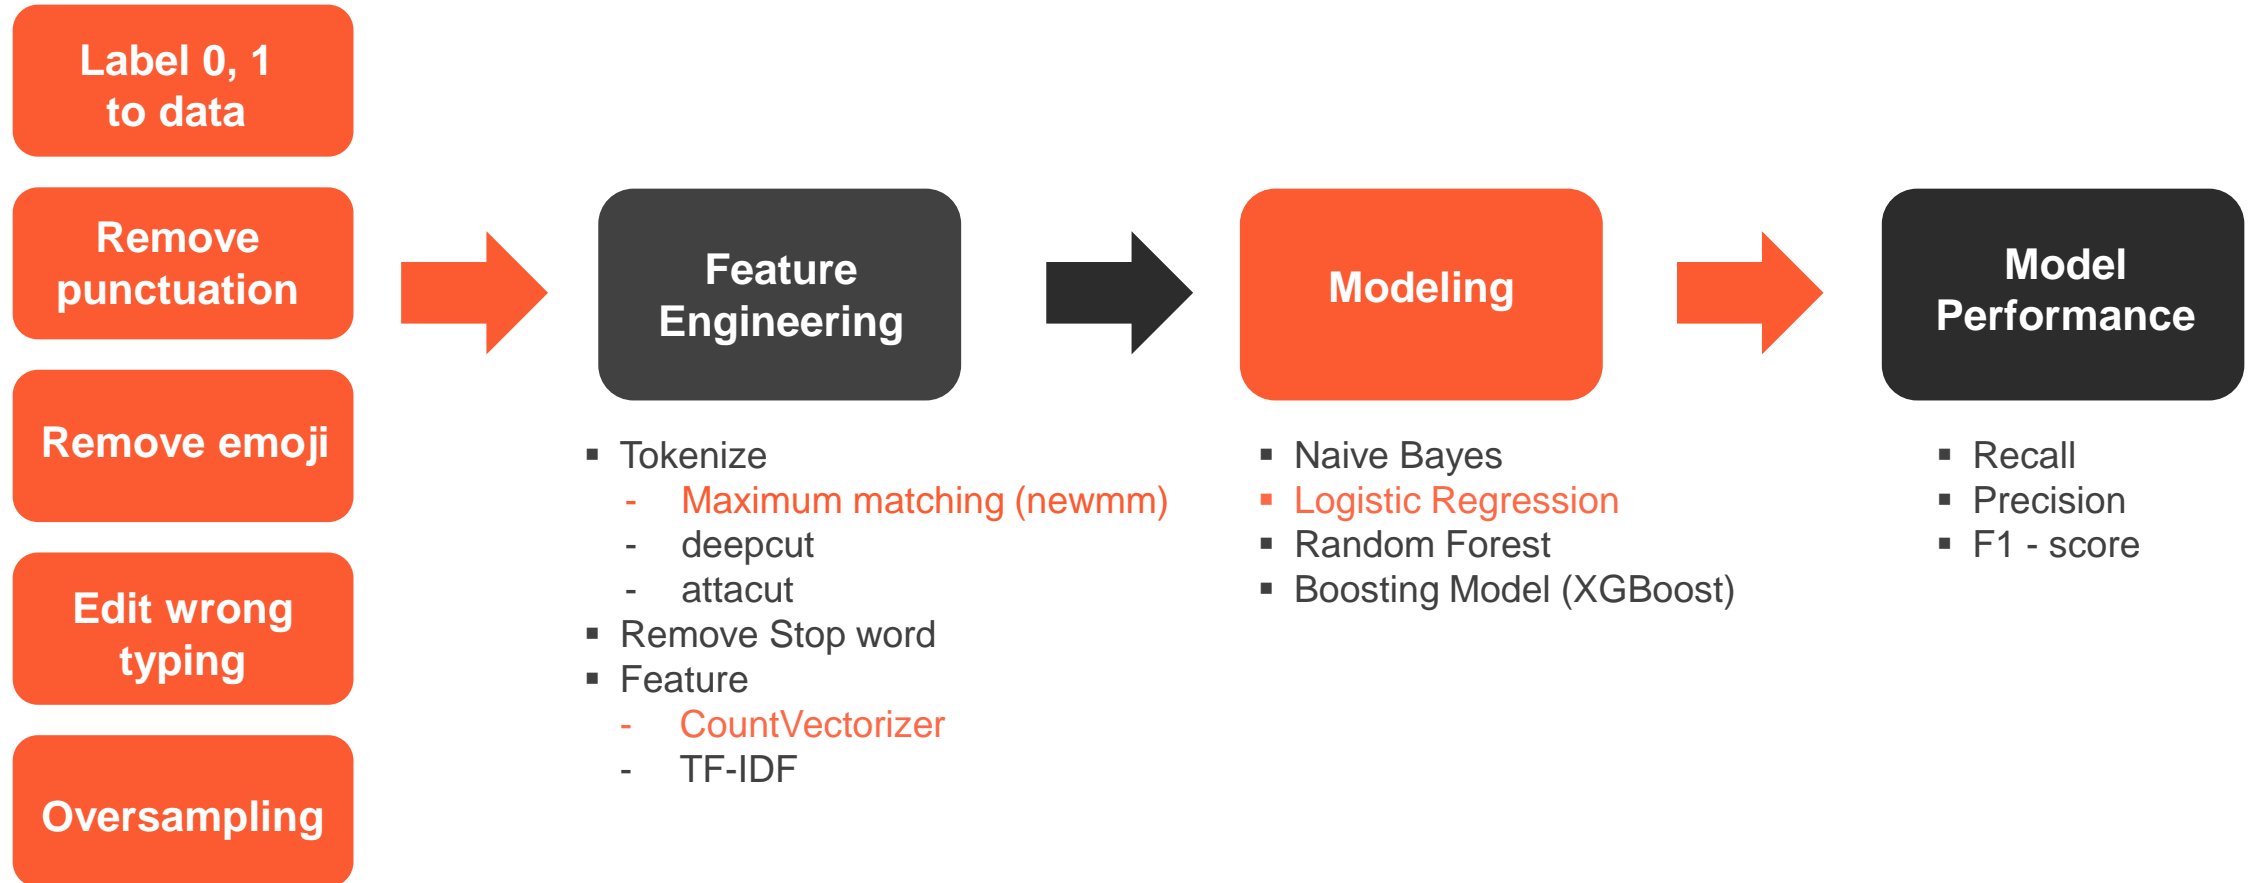 Label 0, 1
to data
Remove
punctuation
Remove emoji
Edit wrong
typing
Oversampling
Feature
Engineering
▪ Tokenize
- Maximum matching (newmm)
- deepcut
- attacut
▪ Remove Stop word
▪ Feature
- CountVectorizer
- TF-IDF
Modeling
▪ Naive Bayes
▪ Logistic Regression
▪ Random Forest
▪ Boosting Model (XGBoost)
Model
Performance
▪ Recall
▪ Precision
▪ F1 - score